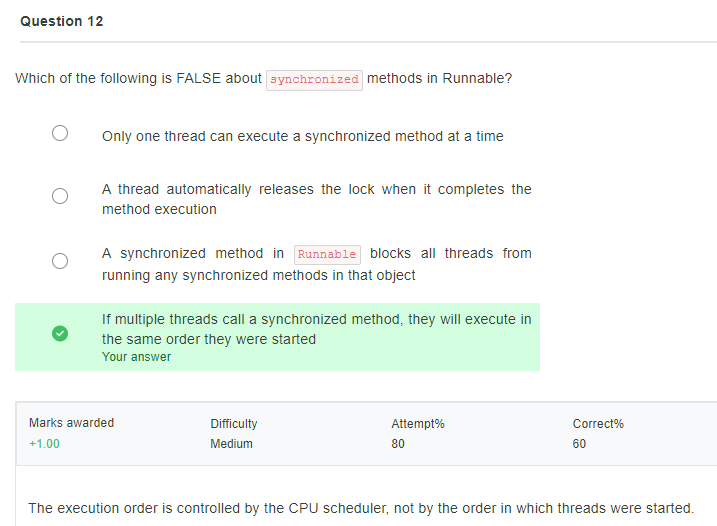 Question 12
Which of the following is FALSE about synchronized methods in Runnable?
Only one thread can execute a synchronized method at a time
A thread automatically releases the lock when it completes the
method execution
A synchronized method in Runnable blocks all threads from
running any synchronized methods in that object
If multiple threads call a synchronized method, they will execute in
the same order they were started
Your answer
Marks awarded Difficulty Attempt% Correct%
+1.00 Medium 80 60
The execution order is controlled by the CPU scheduler, not by the order in which threads were started.